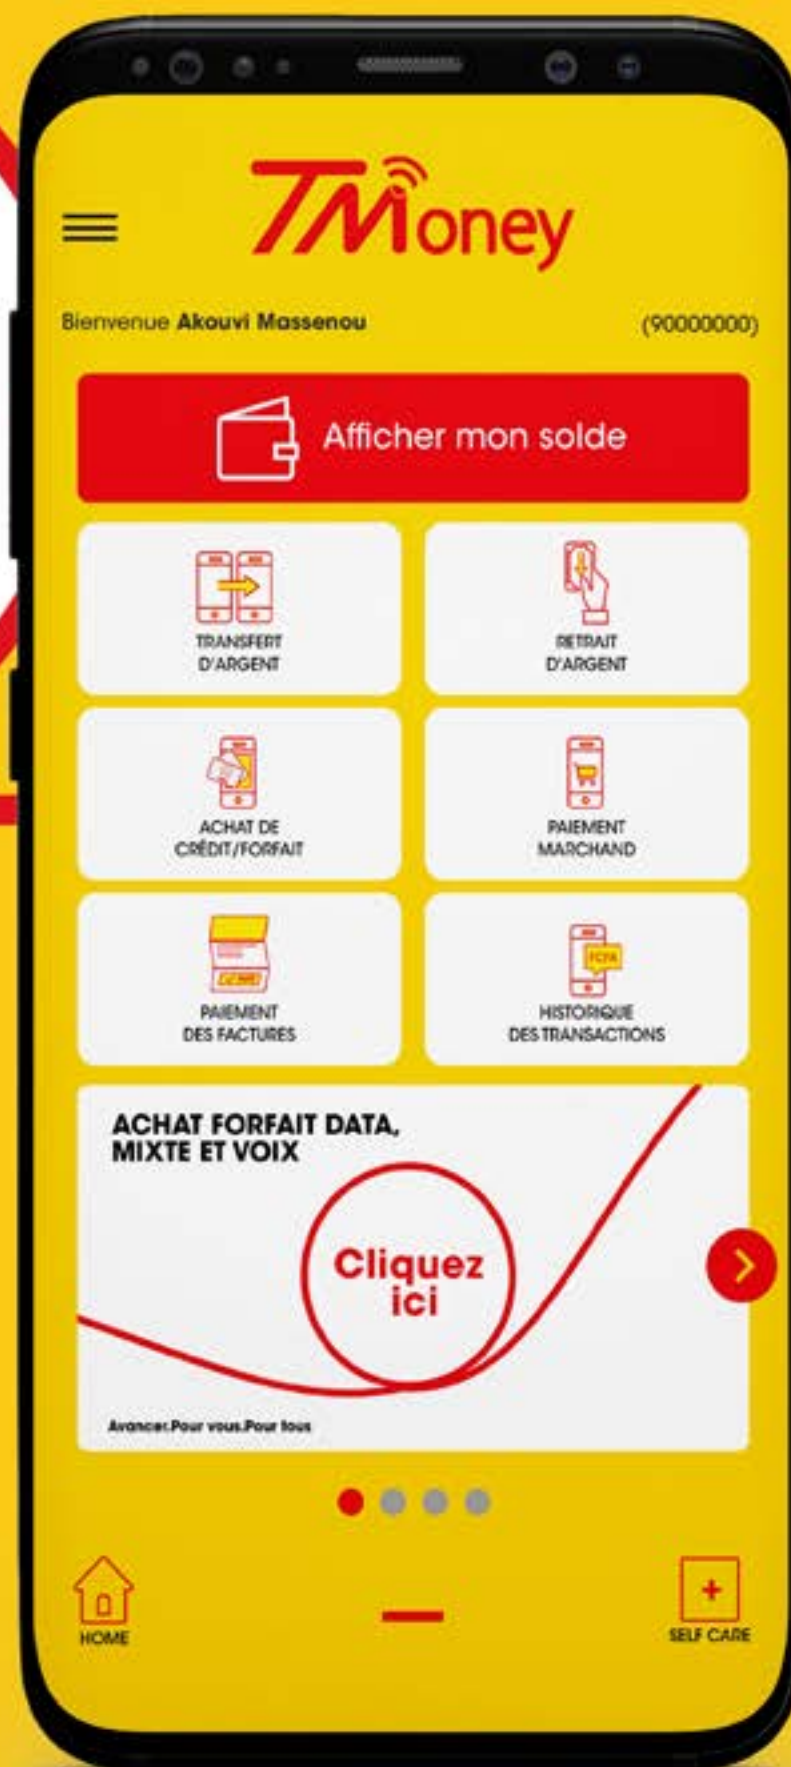 TMoney
Bienvenue Akouvi Massenou
(90000000)
Afficher mon solde
TRANSFERT
D'ARGENT
RETRAIT
D'ARGENT
ACHAT DE
CRÉDIT/FORFAIT
PAIEMENT
MARCHAND
PAIEMENT
DES FACTURES
FCFA
HISTORIQUE
DES TRANSACTIONS
ACHAT FORFAIT DATA,
MIXTE ET VOIX
Cliquez
ici
Avancer.Pour vous.Pour tous
HOME
SELF CARE